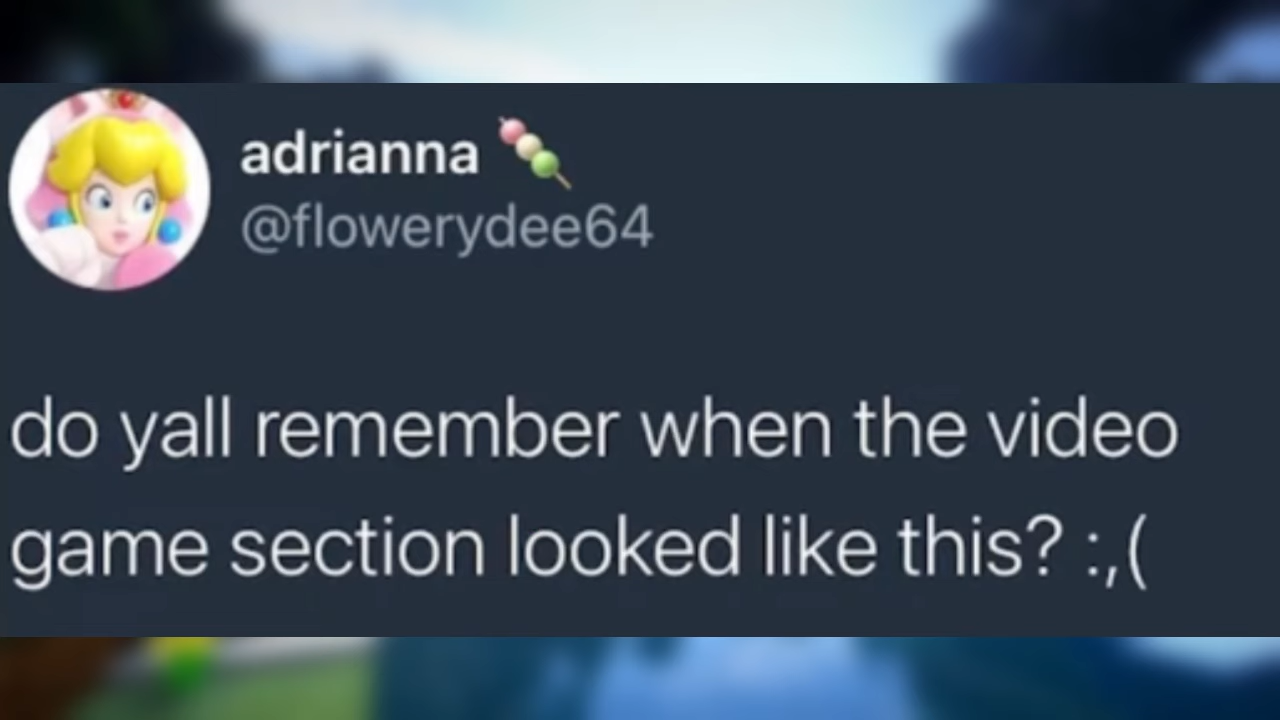 adrianna 🍡
@flowerydee64
do yall remember when the video
game section looked like this? :,(